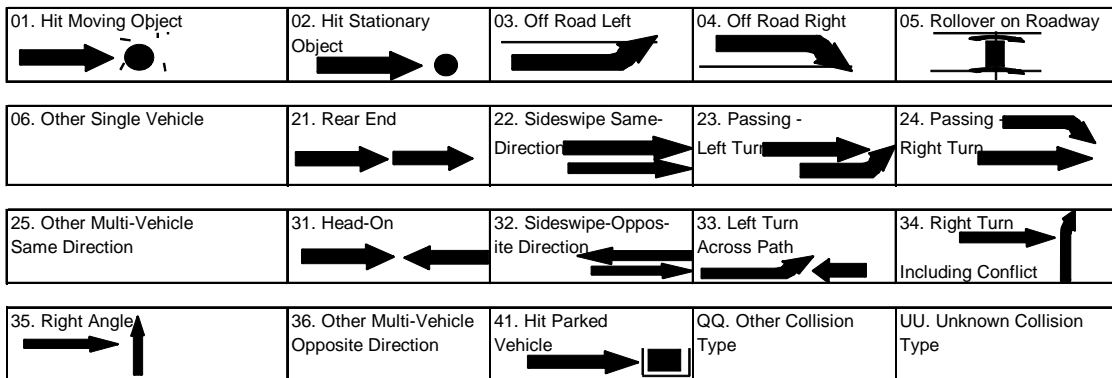 01. Hit Moving Object
02. Hit Stationary
Object
03. Off Road Left
04. Off Road Right
05. Rollover on Roadway
06. Other Single Vehicle
21. Rear End
22. Sideswipe Same-
Direction
23. Passing -
Left Turn
24. Passing -
Right Turn
25. Other Multi-Vehicle
Same Direction
31. Head-On
32. Sideswipe-Oppos-
ite Direction
33. Left Turn
Across Path
34. Right Turn
Including Conflict
35. Right Angle
36. Other Multi-Vehicle
Opposite Direction
41. Hit Parked
Vehicle
QQ. Other Collision
Type
UU. Unknown Collision
Type